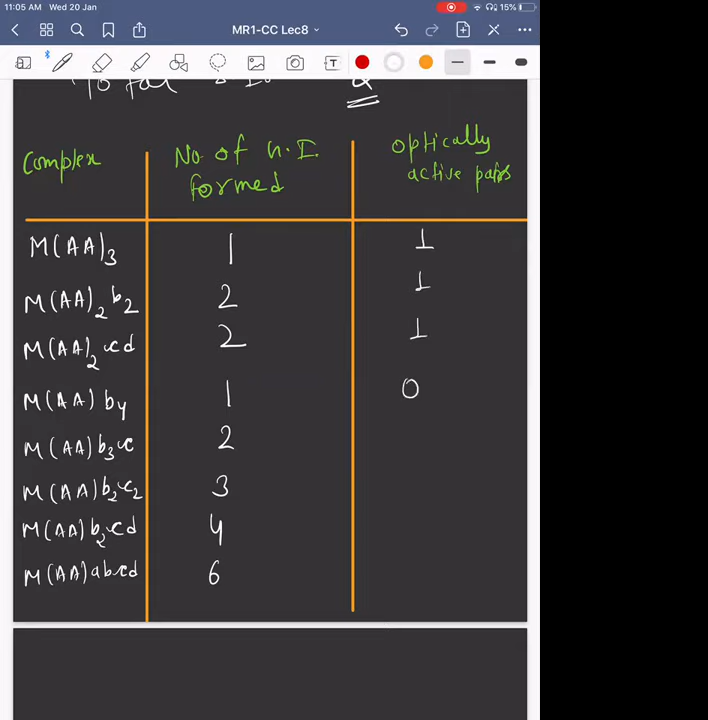 11:05 AM Wed 20 Jan
15%
MR1-CC Lec8
T
Complex
No. of G.I. formed
Optically active pairs
M(AA)3 1 1
M(AA)2b2 2 1
M(AA)2cd 2 1
M(AA)b4 1 0
M(AA)b3c 2
M(AA)b2c2 3
M(AA)b2cd 4
M(AA)abcd 6